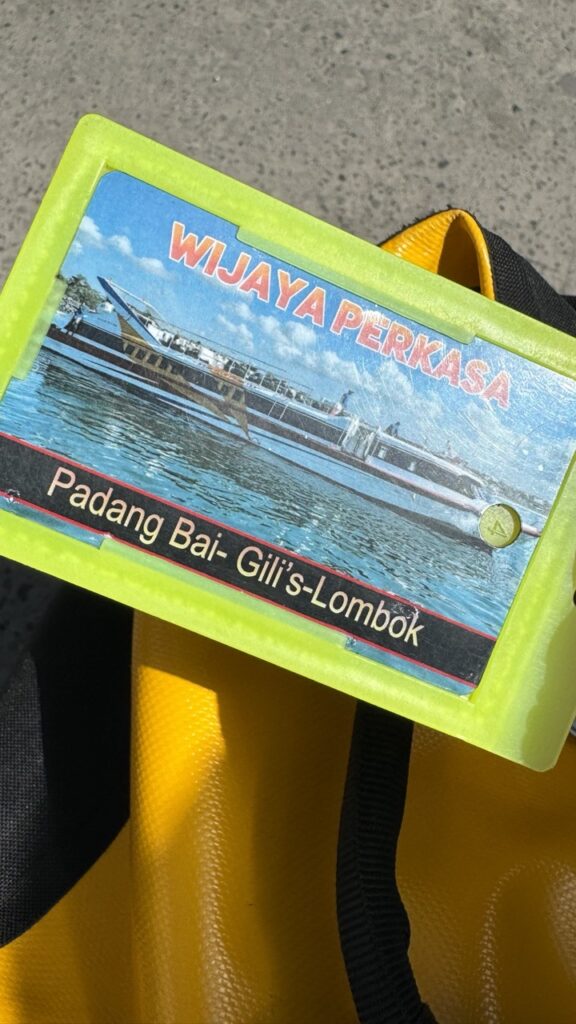 WIJAYA PERKASA
Padang Bai- Gili's-Lombok